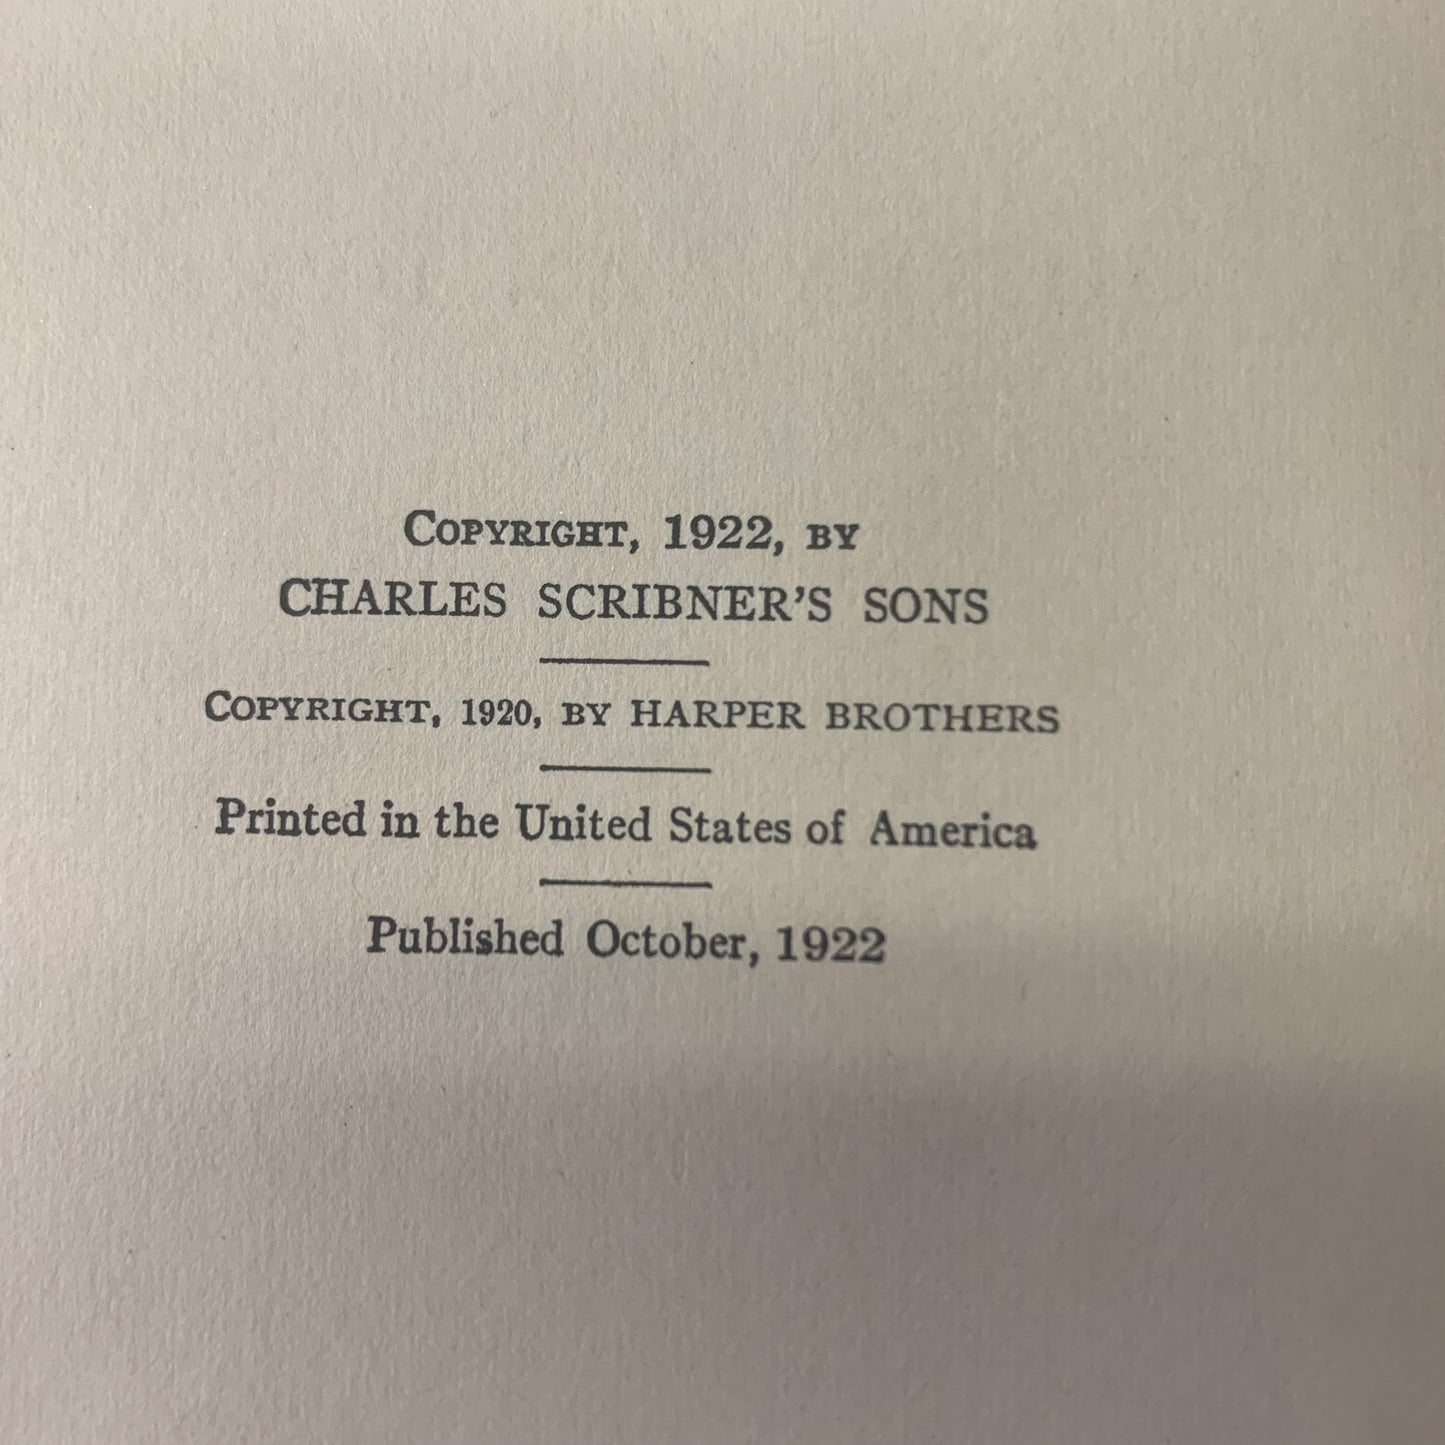 Copyright, 1922, by
CHARLES SCRIBNER'S SONS
Copyright, 1920, by HARPER BROTHERS
Printed in the United States of America
Published October, 1922